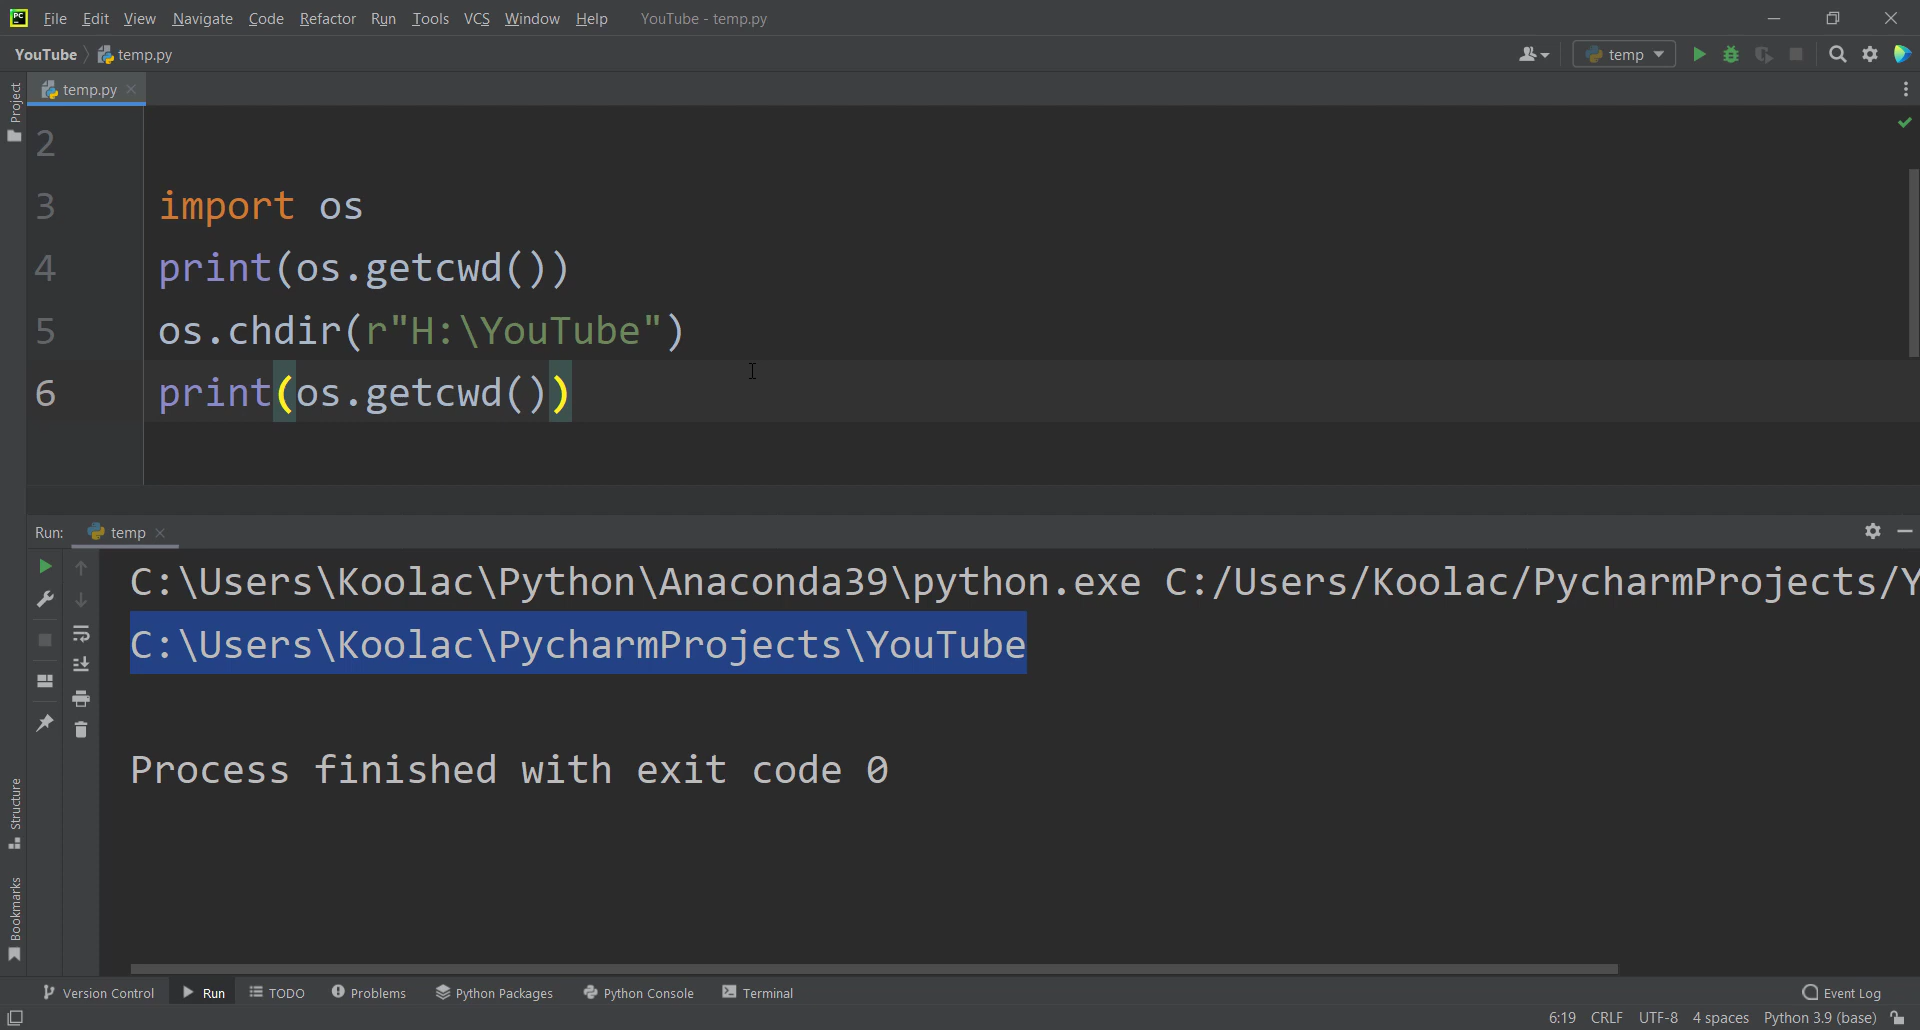 PC File Edit View Navigate Code Refactor Run Tools VCS Window Help YouTube - temp.py
YouTube temp.py temp
Project
temp.py
2
3 import os
4 print(os.getcwd())
5 os.chdir(r"H:\YouTube")
6 print(os.getcwd())
Run: temp
C:\Users\Koolac\Python\Anaconda39\python.exe C:/Users/Koolac/PycharmProjects/Y
C:\Users\Koolac\PycharmProjects\YouTube
Process finished with exit code 0
Structure
Bookmarks
Version Control Run TODO Problems Python Packages Python Console Terminal Event Log
6:19 CRLF UTF-8 4 spaces Python 3.9 (base)